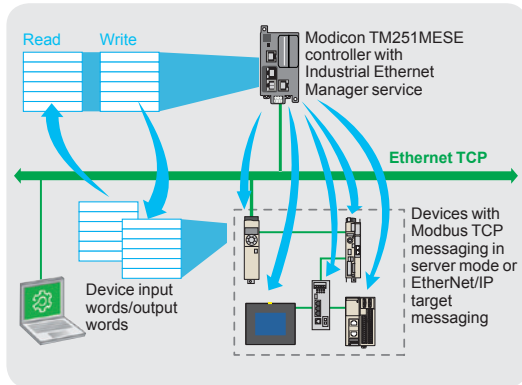 Read
Write
Modicon TM251MESE
controller with
Industrial Ethernet
Manager service
Ethernet TCP
Device input
words/output
words
Devices with
Modbus TCP
messaging in
server mode or
EtherNet/IP
target
messaging